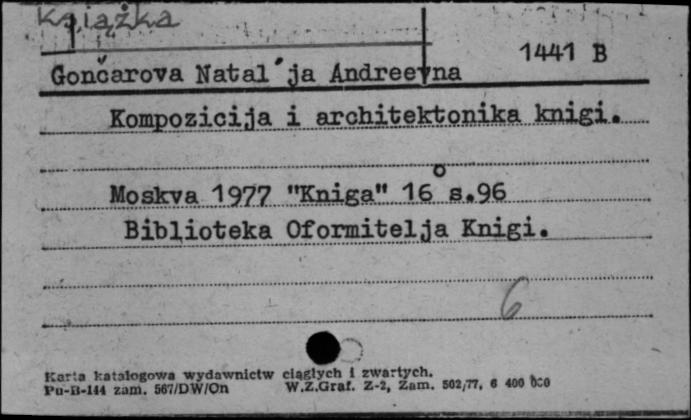 Książka
1441 B
Gončarova Natal´ja Andreevna
Kompozicija i architektonika knigi.
Moskva 1977 "Kniga" 16° s.96
Biblioteka Oformitelja Knigi.
6
Karta katalogowa wydawnictw ciągłych i zwartych.
Pu-B-144 zam. 567/DW/On W.Z.Graf. Z-2, Zam. 502/77, 6 400 000